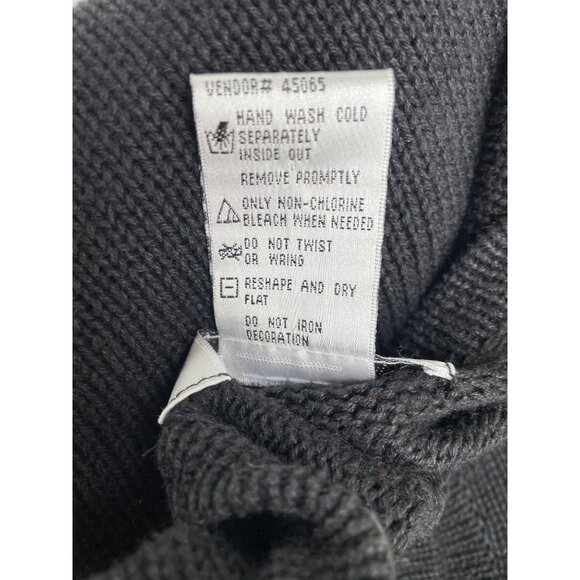 VENDOR# 45065
HAND WASH COLD
SEPARATELY
INSIDE OUT
REMOVE PROMPTLY
ONLY NON-CHLORINE
BLEACH WHEN NEEDED
DO NOT TWIST
OR WRING
RESHAPE AND DRY
FLAT
DO NOT IRON
DECORATION